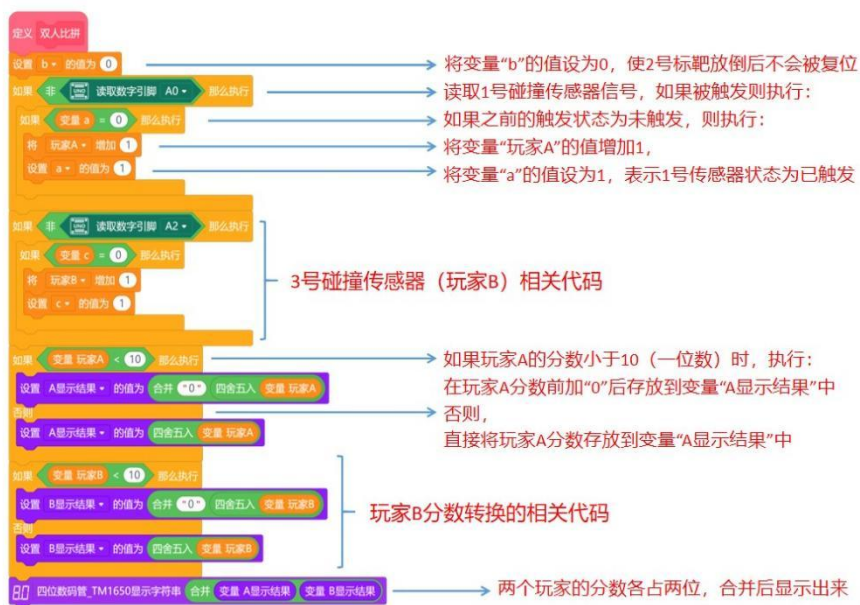 定义 双人比拼
设置 b 的值为 0
将变量“b”的值设为0，使2号标靶放倒后不会被复位
如果 非 UNO 读取数字引脚 A0 那么执行
读取1号碰撞传感器信号，如果被触发则执行：
如果 变量 a = 0 那么执行
如果之前的触发状态为未触发，则执行：
将 玩家A 增加 1
将变量“玩家A”的值增加1，
设置 a 的值为 1
将变量“a”的值设为1，表示1号传感器状态为已触发
如果 非 UNO 读取数字引脚 A2 那么执行
如果 变量 c = 0 那么执行
将 玩家B 增加 1
设置 c 的值为 1
3号碰撞传感器（玩家B）相关代码
如果 变量 玩家A < 10 那么执行
如果玩家A的分数小于10（一位数）时，执行：
设置 A显示结果 的值为 合并 "0" 四舍五入 变量 玩家A
在玩家A分数前加“0”后存放到变量“A显示结果”中
否则
否则，
设置 A显示结果 的值为 四舍五入 变量 玩家A
直接将玩家A分数存放到变量“A显示结果”中
如果 变量 玩家B < 10 那么执行
设置 B显示结果 的值为 合并 "0" 四舍五入 变量 玩家B
否则
设置 B显示结果 的值为 四舍五入 变量 玩家B
玩家B分数转换的相关代码
8.0 四位数码管_TM1650显示字符串 合并 变量 A显示结果 变量 B显示结果
两个玩家的分数各占两位，合并后显示出来